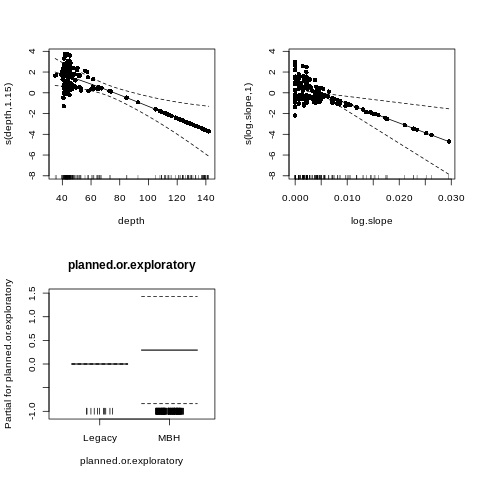 s(depth,1.15)
4
2
0
-2
-4
-6
-8
40 60 80 100 120 140
depth
s(log.slope,1)
4
2
0
-2
-4
-6
-8
0.000 0.010 0.020 0.030
log.slope
planned.or.exploratory
Partial for planned.or.exploratory
1.5
1.0
0.5
0.0
-1.0
Legacy MBH
planned.or.exploratory